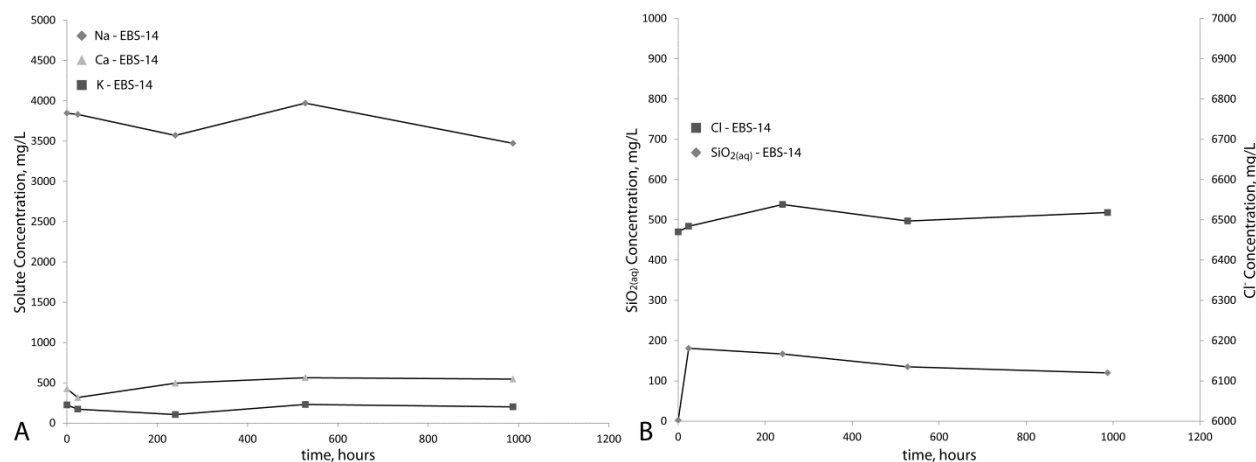 5000
4500
4000
3500
3000
2500
2000
1500
1000
500
0
Solute Concentration, mg/L
Na - EBS-14
Ca - EBS-14
K - EBS-14
0 200 400 600 800 1000 1200
time, hours
A
1000
900
800
700
600
500
400
300
200
100
0
SiO2(aq) Concentration, mg/L
Cl - EBS-14
SiO2(aq) - EBS-14
7000
6900
6800
6700
6600
6500
6400
6300
6200
6100
6000
Cl- Concentration, mg/L
0 200 400 600 800 1000 1200
time, hours
B